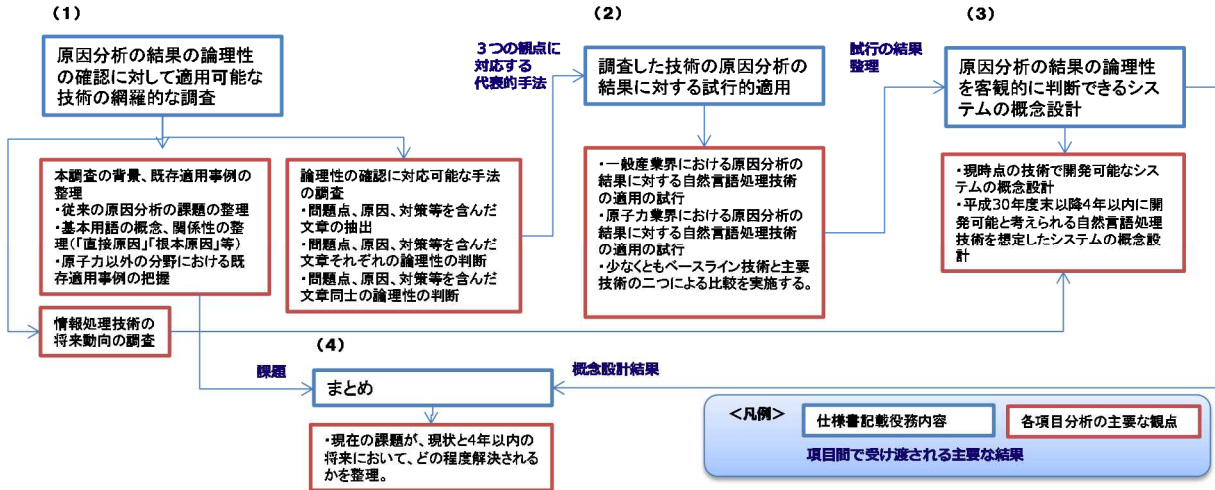 (1)
原因分析の結果の論理性
の確認に対して適用可能な
技術の網羅的な調査
本調査の背景、既存適用事例の
整理
・従来の原因分析の課題の整理
・基本用語の概念、関係性の整
理(「直接原因」「根本原因」等)
・原子力以外の分野における既
存適用事例の把握
論理性の確認に対応可能な手法
の調査
・問題点、原因、対策等を含んだ
文章の抽出
・問題点、原因、対策等を含んだ
文章それぞれの論理性の判断
・問題点、原因、対策等を含んだ
文章同士の論理性の判断
情報処理技術の
将来動向の調査
3つの観点に
対応する
代表的手法
(2)
調査した技術の原因分析の
結果に対する試行的適用
・一般産業界における原因分析の
結果に対する自然言語処理技術
の適用の試行
・原子力業界における原因分析の
結果に対する自然言語処理技術
の適用の試行
・少なくともベースライン技術と主要
技術の二つによる比較を実施する。
試行の結果
整理
(3)
原因分析の結果の論理性
を客観的に判断できるシス
テムの概念設計
・現時点の技術で開発可能なシ
ステムの概念設計
・平成30年度末以降4年以内に開
発可能と考えられる自然言語処理
技術を想定したシステムの概念設
計
(4)
課題
まとめ
概念設計結果
・現在の課題が、現状と4年以内の
将来において、どの程度解決される
かを整理。
<凡例>
仕様書記載役務内容
各項目分析の主要な観点
項目間で受け渡される主要な結果